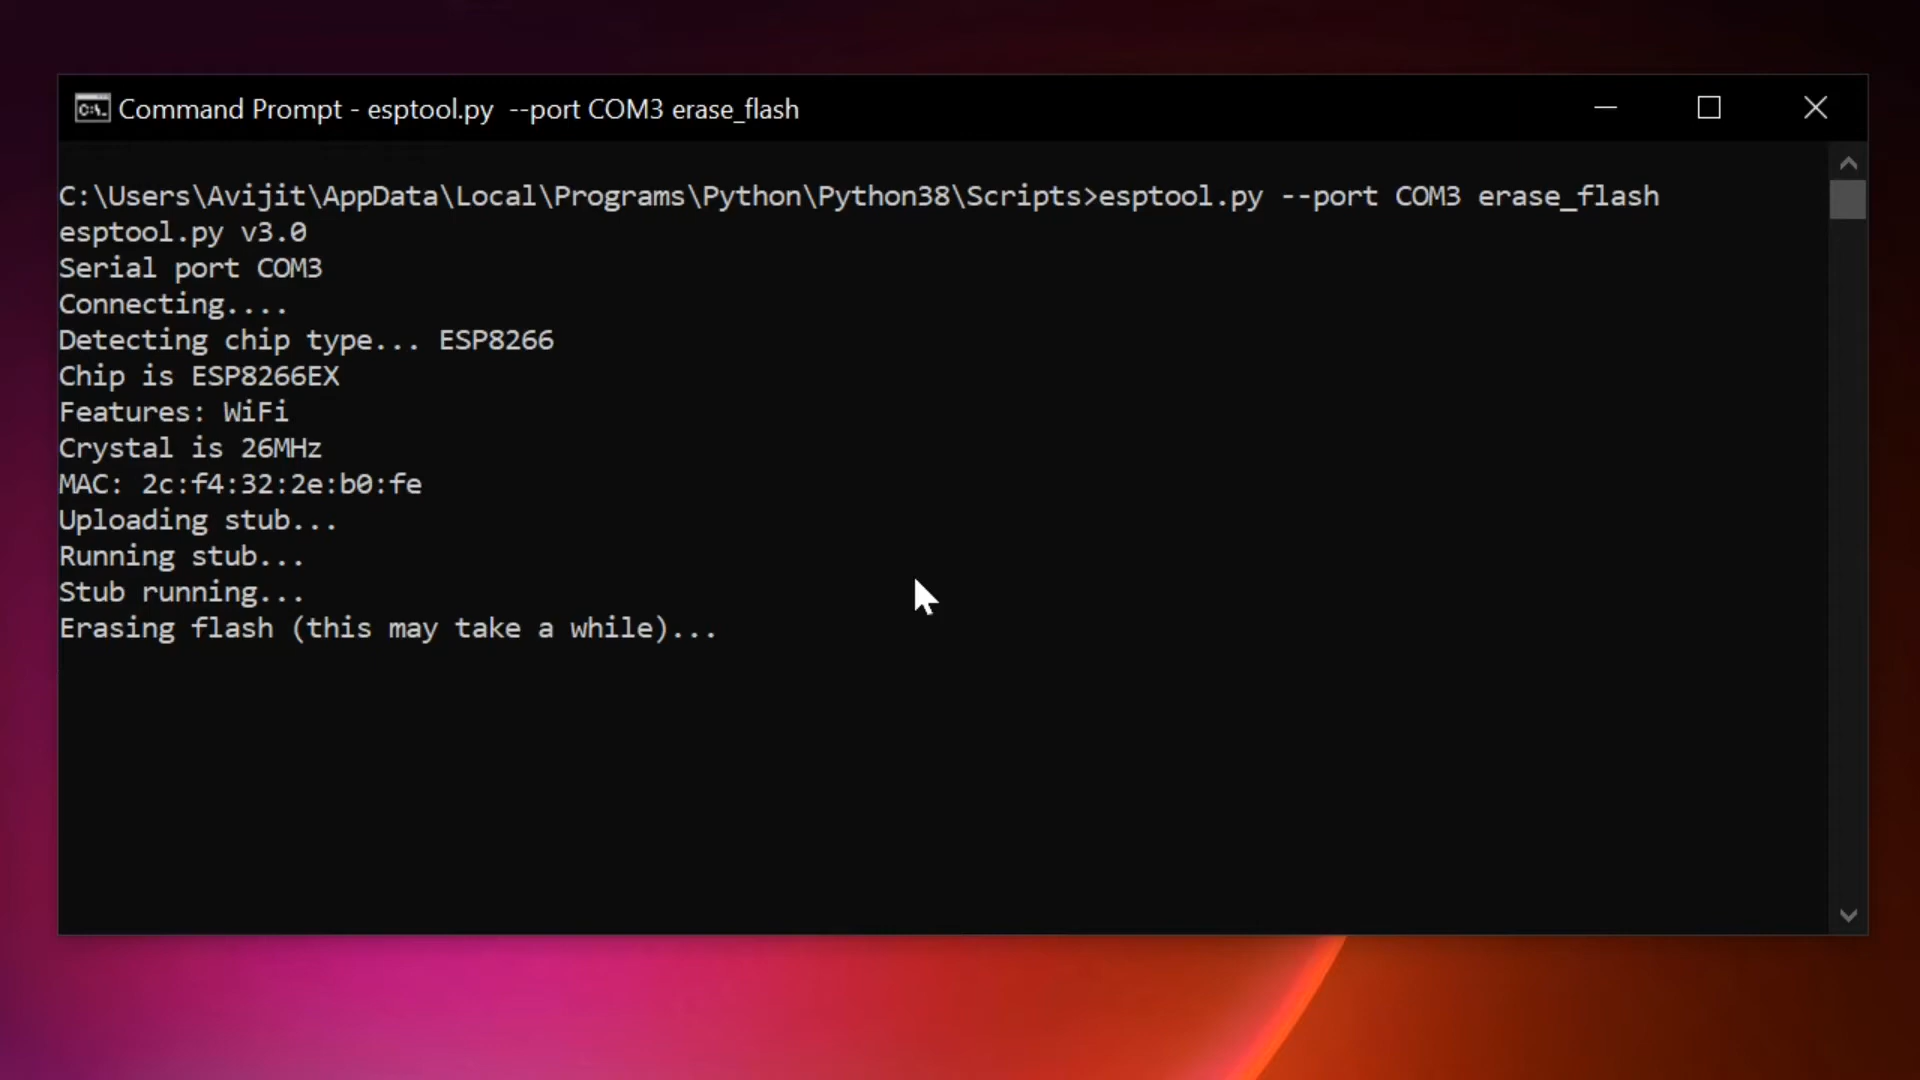 Command Prompt - esptool.py  --port COM3 erase_flash
C:\Users\Avijit\AppData\Local\Programs\Python\Python38\Scripts>esptool.py --port COM3 erase_flash
esptool.py v3.0
Serial port COM3
Connecting....
Detecting chip type... ESP8266
Chip is ESP8266EX
Features: WiFi
Crystal is 26MHz
MAC: 2c:f4:32:2e:b0:fe
Uploading stub...
Running stub...
Stub running...
Erasing flash (this may take a while)...